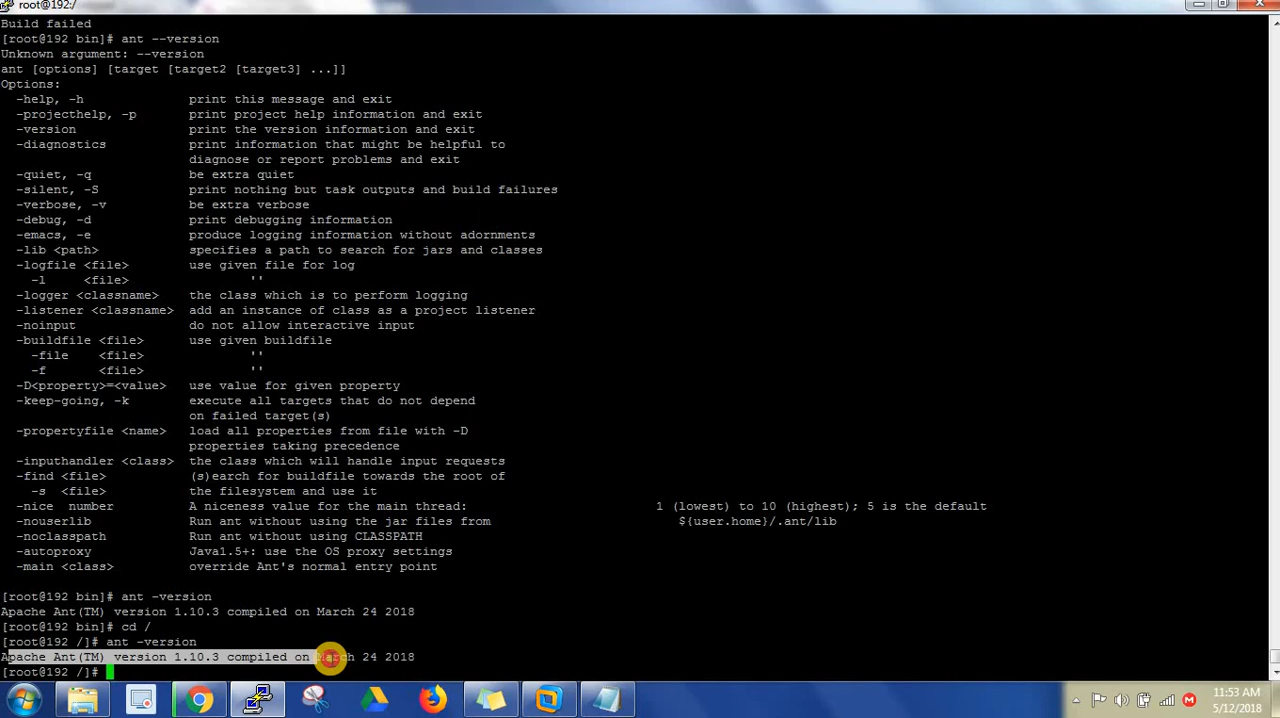 root@192:/
Build failed
[root@192 bin]# ant --version
Unknown argument: --version
ant [options] [target [target2 [target3] ...]]
Options:
-help, -h print this message and exit
-projecthelp, -p print project help information and exit
-version print the version information and exit
-diagnostics print information that might be helpful to
diagnose or report problems and exit
-quiet, -q be extra quiet
-silent, -S print nothing but task outputs and build failures
-verbose, -v be extra verbose
-debug, -d print debugging information
-emacs, -e produce logging information without adornments
-lib <path> specifies a path to search for jars and classes
-logfile <file> use given file for log
-l <file> ''
-logger <classname> the class which is to perform logging
-listener <classname> add an instance of class as a project listener
-noinput do not allow interactive input
-buildfile <file> use given buildfile
-file <file> ''
-f <file> ''
-D<property>=<value> use value for given property
-keep-going, -k execute all targets that do not depend
on failed target(s)
-propertyfile <name> load all properties from file with -D
properties taking precedence
-inputhandler <class> the class which will handle input requests
-find <file> (s)earch for buildfile towards the root of
-s <file> the filesystem and use it
-nice number A niceness value for the main thread: 1 (lowest) to 10 (highest); 5 is the default
-nouserlib Run ant without using the jar files from ${user.home}/.ant/lib
-noclasspath Run ant without using CLASSPATH
-autoproxy Java1.5+: use the OS proxy settings
-main <class> override Ant's normal entry point
[root@192 bin]# ant -version
Apache Ant(TM) version 1.10.3 compiled on March 24 2018
[root@192 bin]# cd /
[root@192 /]# ant -version
Apache Ant(TM) version 1.10.3 compiled on March 24 2018
[root@192 /]#
11:53 AM
5/12/2018